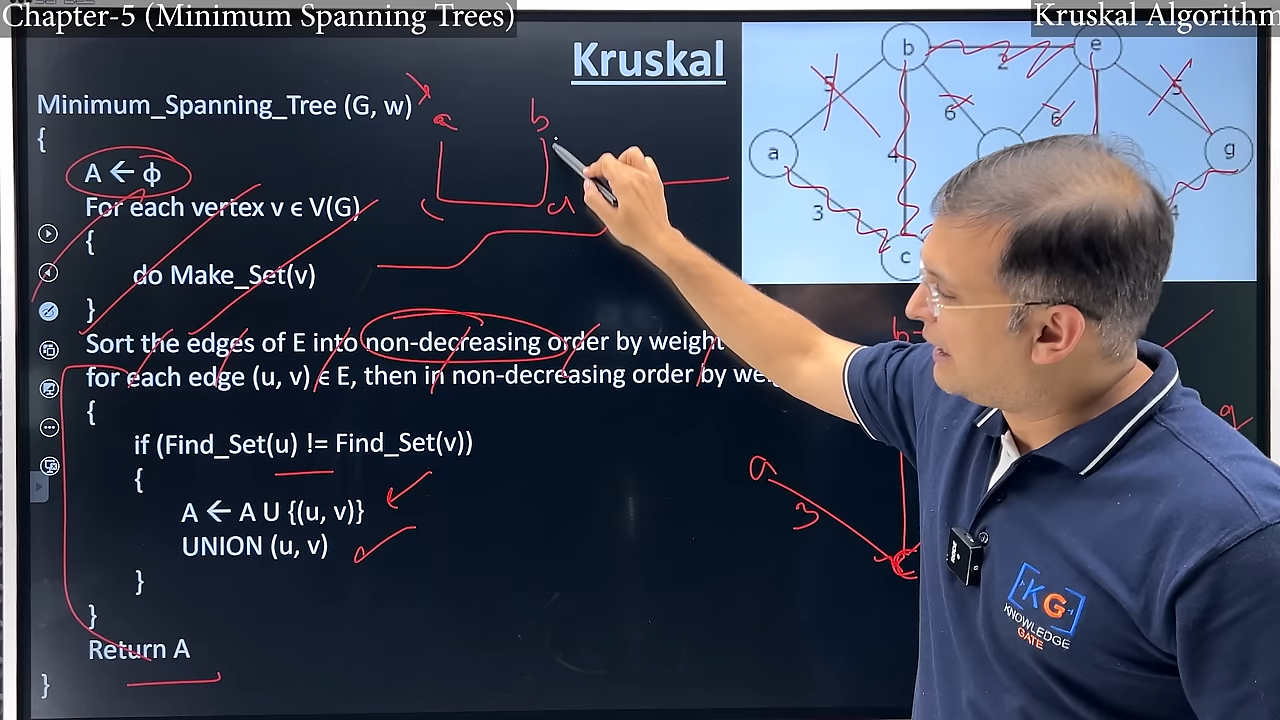 Chapter-5 (Minimum Spanning Trees)
Kruskal Algorithm
Kruskal
Minimum_Spanning_Tree (G, w)
{
A ← ϕ
For each vertex v ϵ V(G)
{
do Make_Set(v)
}
Sort the edges of E into non-decreasing order by weight
for each edge (u, v) ϵ E, then in non-decreasing order by we
{
if (Find_Set(u) != Find_Set(v))
{
A ← A U {(u, v)}
UNION (u, v)
}
}
Return A
}
a b
c d
b e
2
5 6 6 5
a g
4
3 4
c
b
a
3
c
g
KG
KNOWLEDGE
GATE